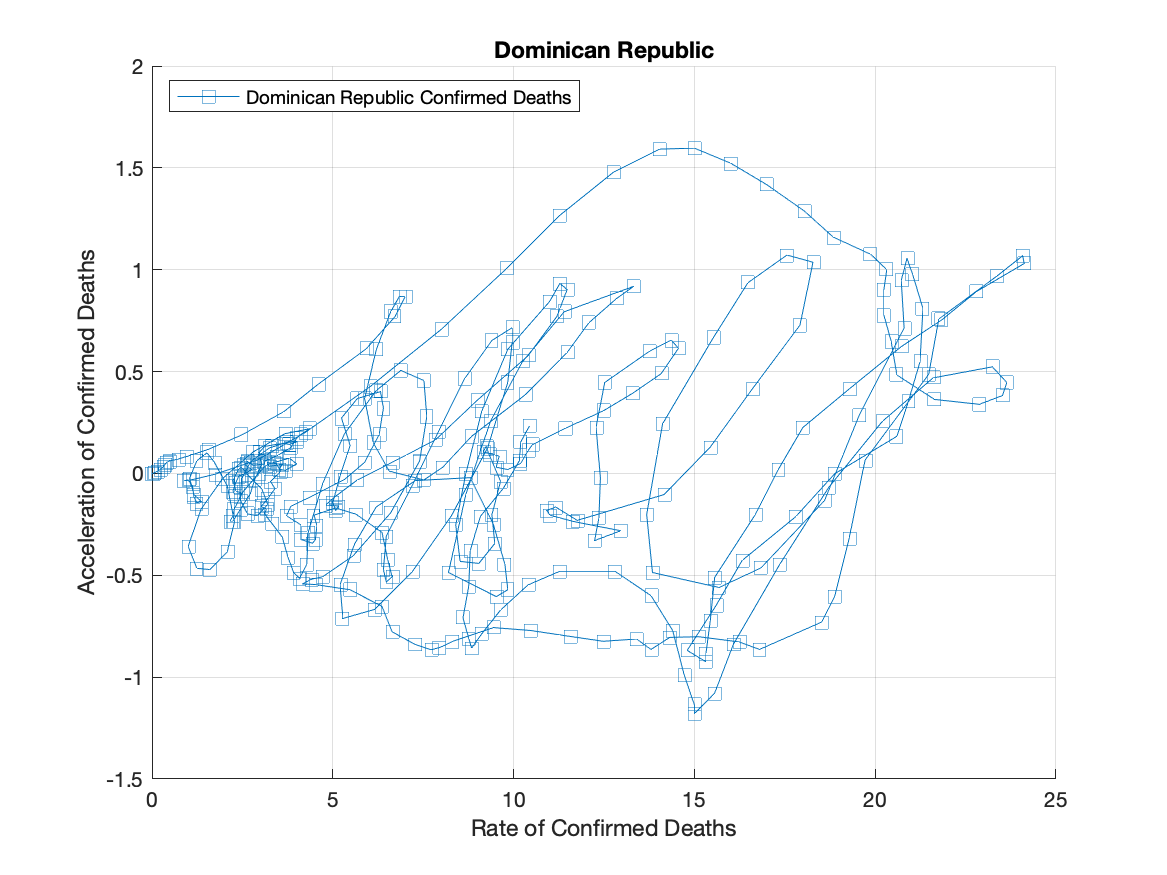 Dominican Republic
Dominican Republic Confirmed Deaths
2
1.5
1
0.5
0
-0.5
-1
-1.5
Acceleration of Confirmed Deaths
0 5 10 15 20 25
Rate of Confirmed Deaths